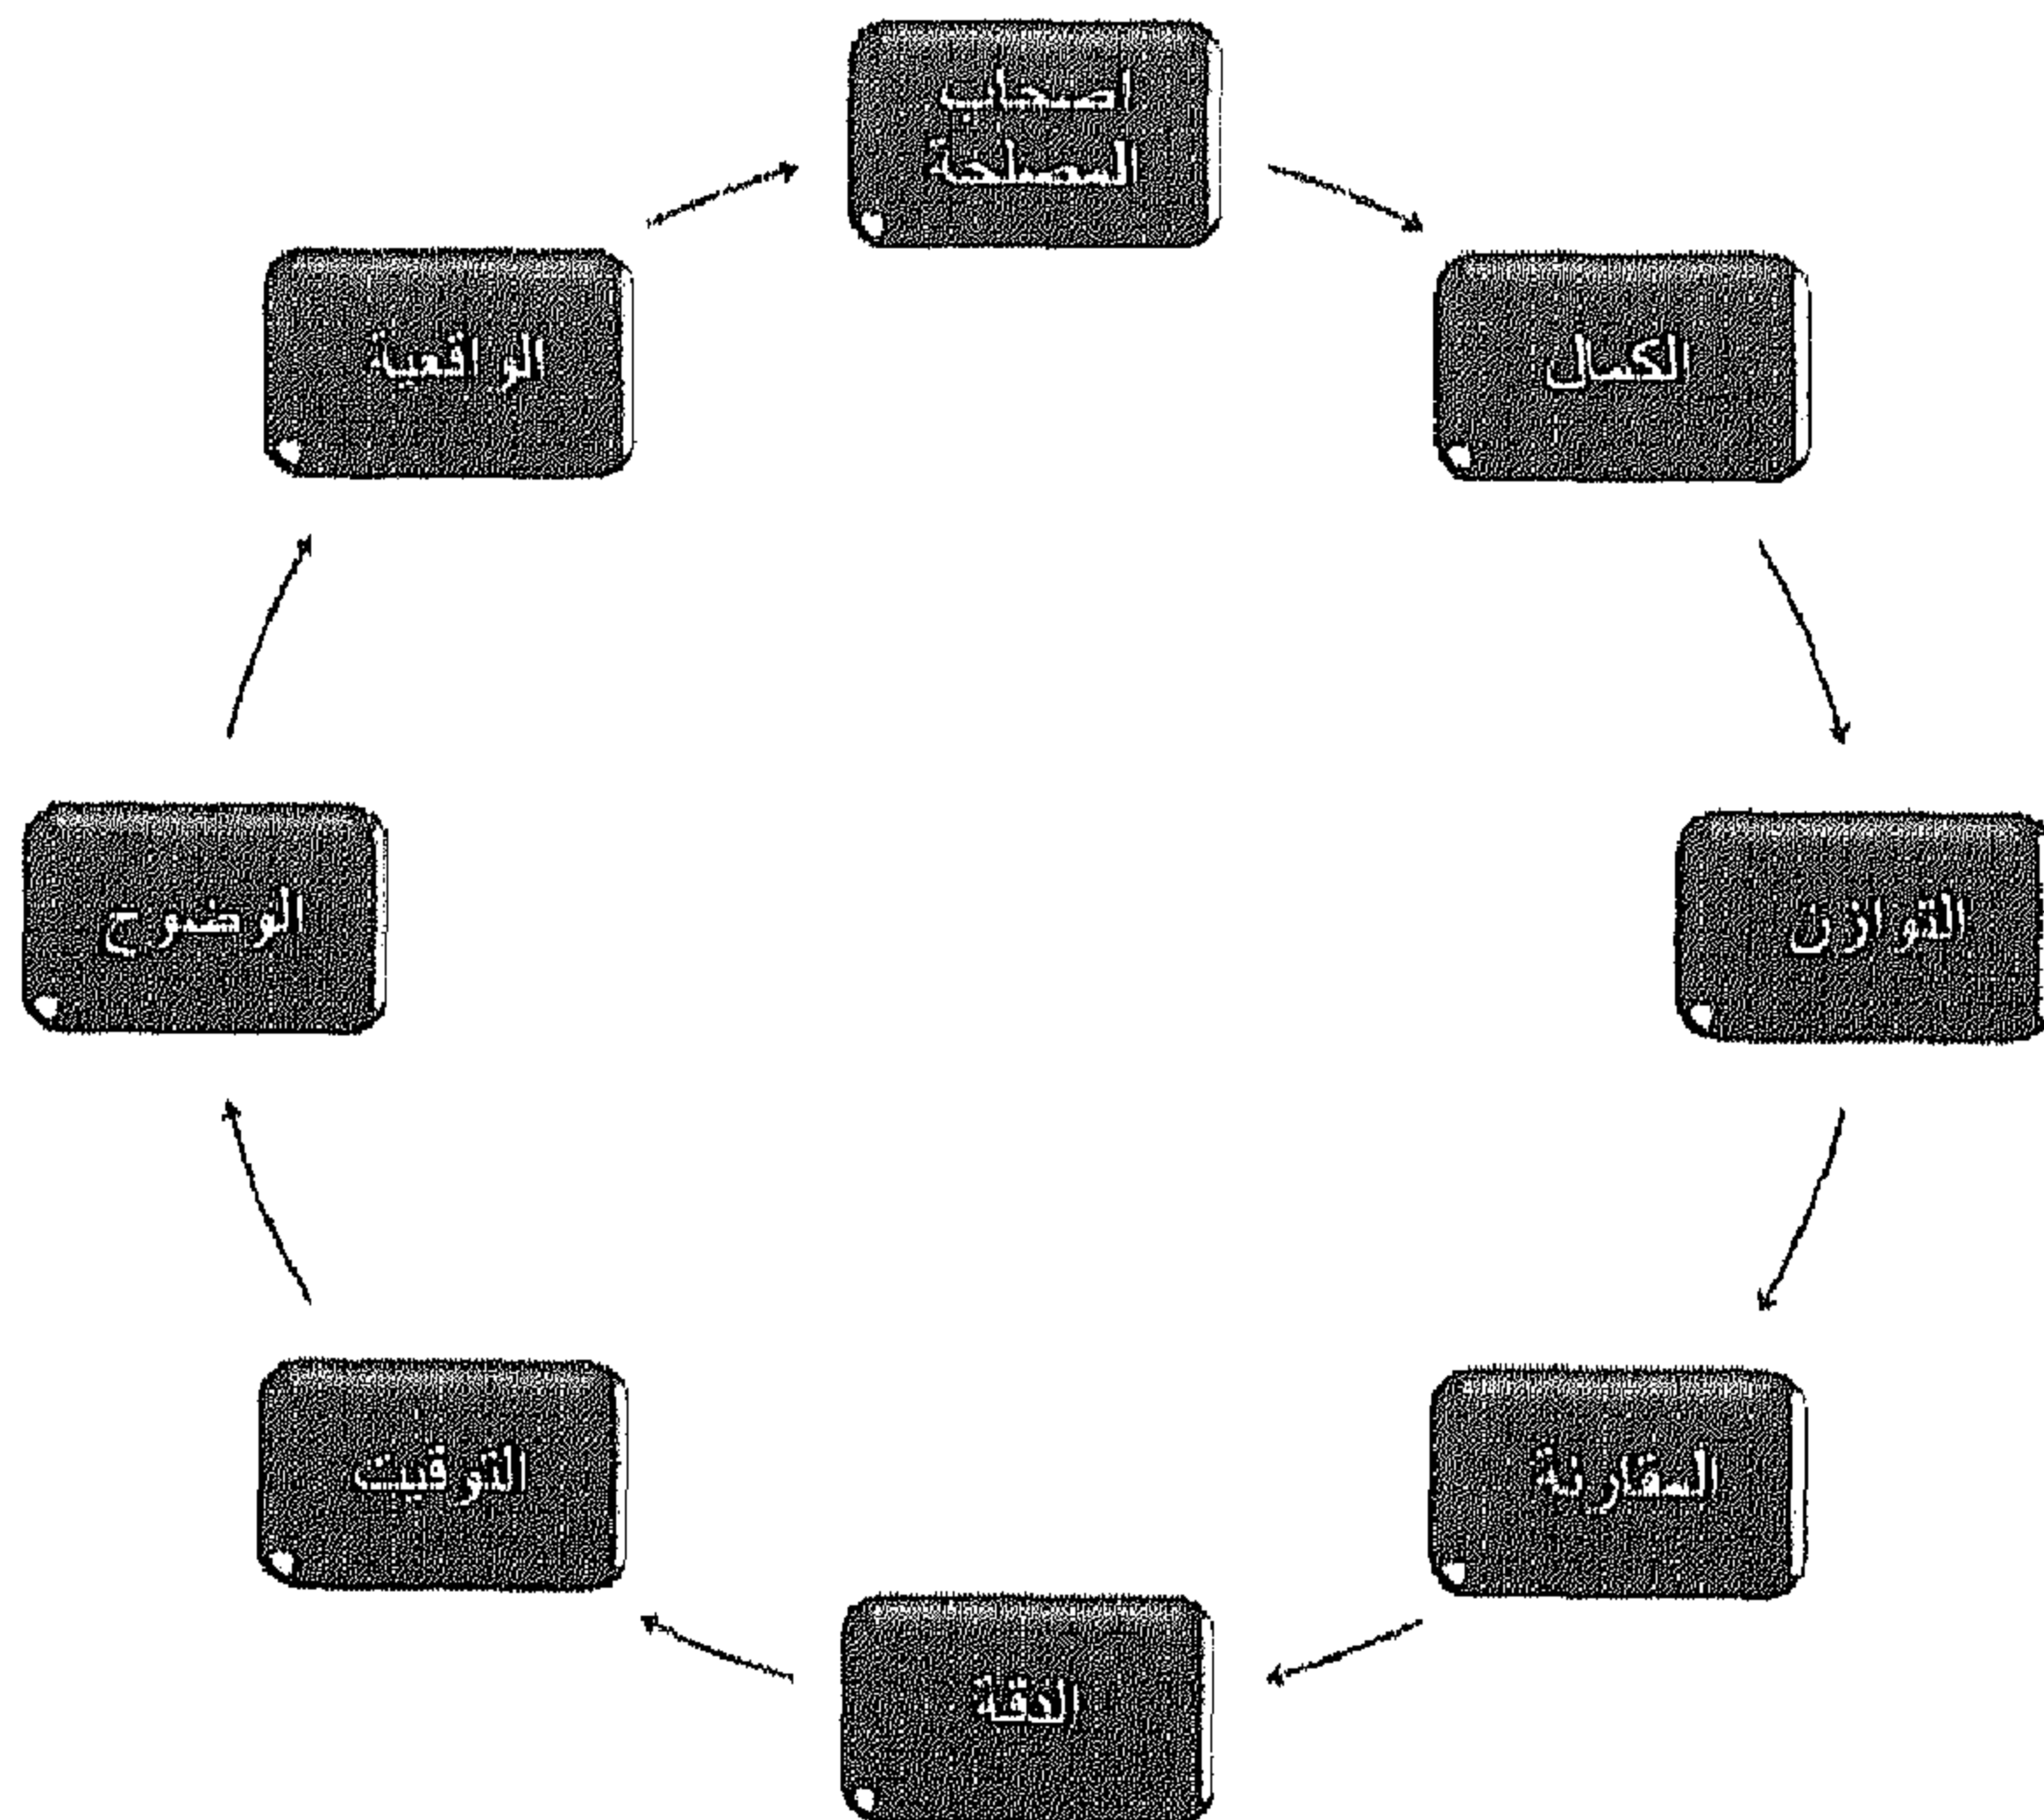 اصحاب
المصلحة
الكمال
التوازن
المقارنة
الدقة
التوقيت
الوضوح
الواقعية